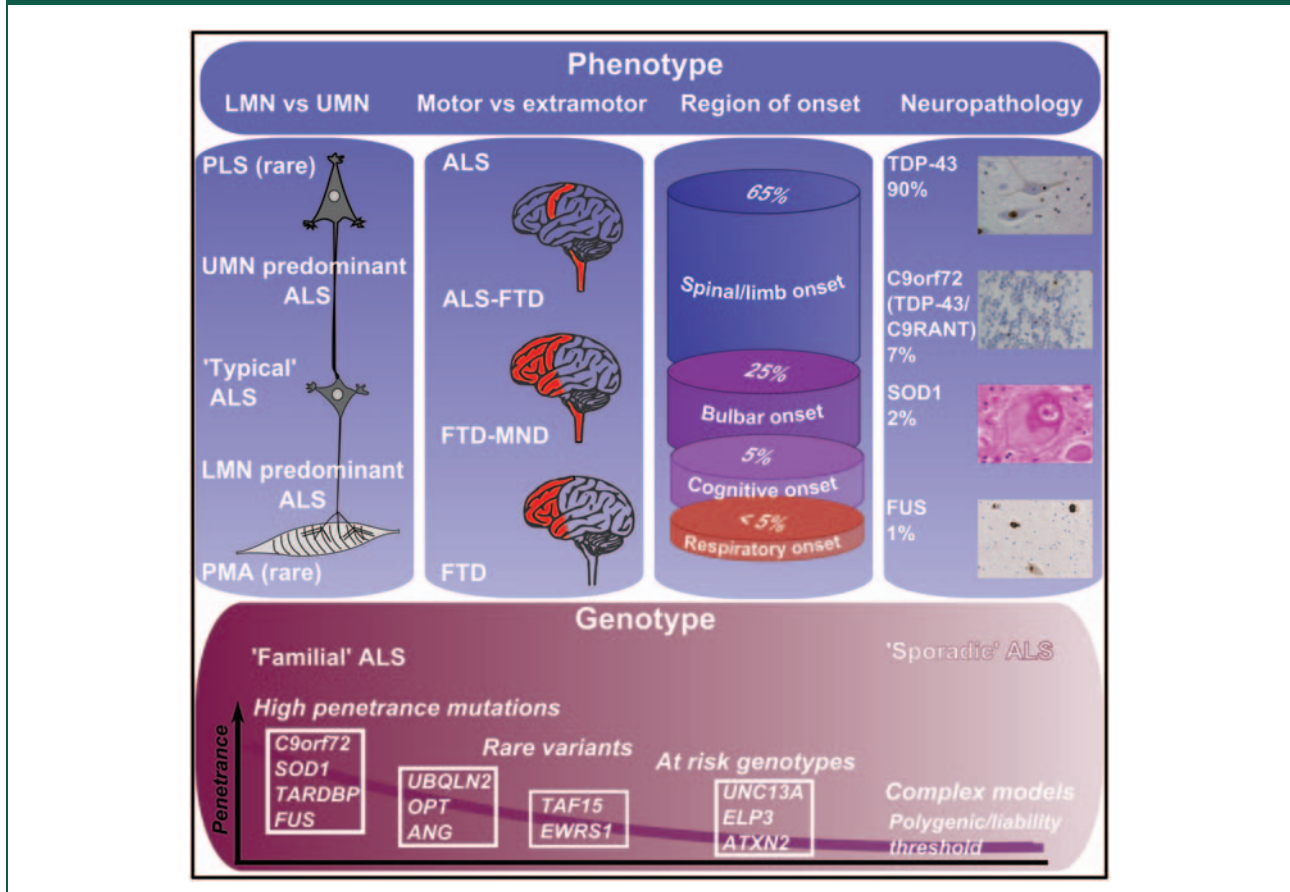 Phenotype
LMN vs UMN
Motor vs extramotor
Region of onset
Neuropathology
PLS (rare)
UMN predominant
ALS
'Typical'
ALS
LMN predominant
ALS
PMA (rare)
ALS
ALS-FTD
FTD-MND
FTD
65%
Spinal/limb onset
25%
Bulbar onset
5%
Cognitive onset
< 5%
Respiratory onset
TDP-43
90%
C9orf72
(TDP-43/
C9RANT)
7%
SOD1
2%
FUS
1%
Genotype
'Familial' ALS
'Sporadic' ALS
Penetrance
High penetrance mutations
C9orf72
SOD1
TARDBP
FUS
Rare variants
UBQLN2
OPT
ANG
TAF15
EWRS1
At risk genotypes
UNC13A
ELP3
ATXN2
Complex models
Polygenic/liability
threshold